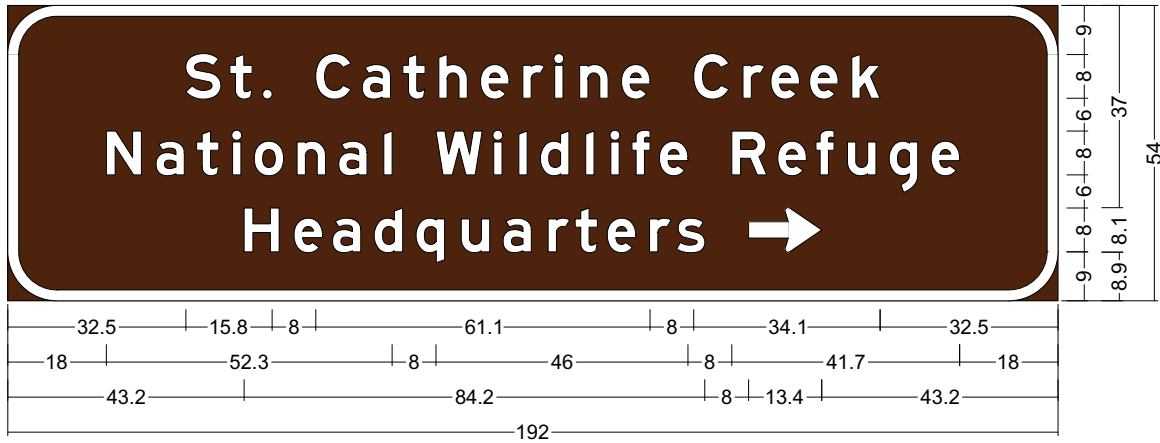 St. Catherine Creek
National Wildlife Refuge
Headquarters
9
8
6
8
6
8
9
37
8.1
8.9
54
32.5 15.8 8 61.1 8 34.1 32.5
18 52.3 8 46 8 41.7 18
43.2 84.2 8 13.4 43.2
192